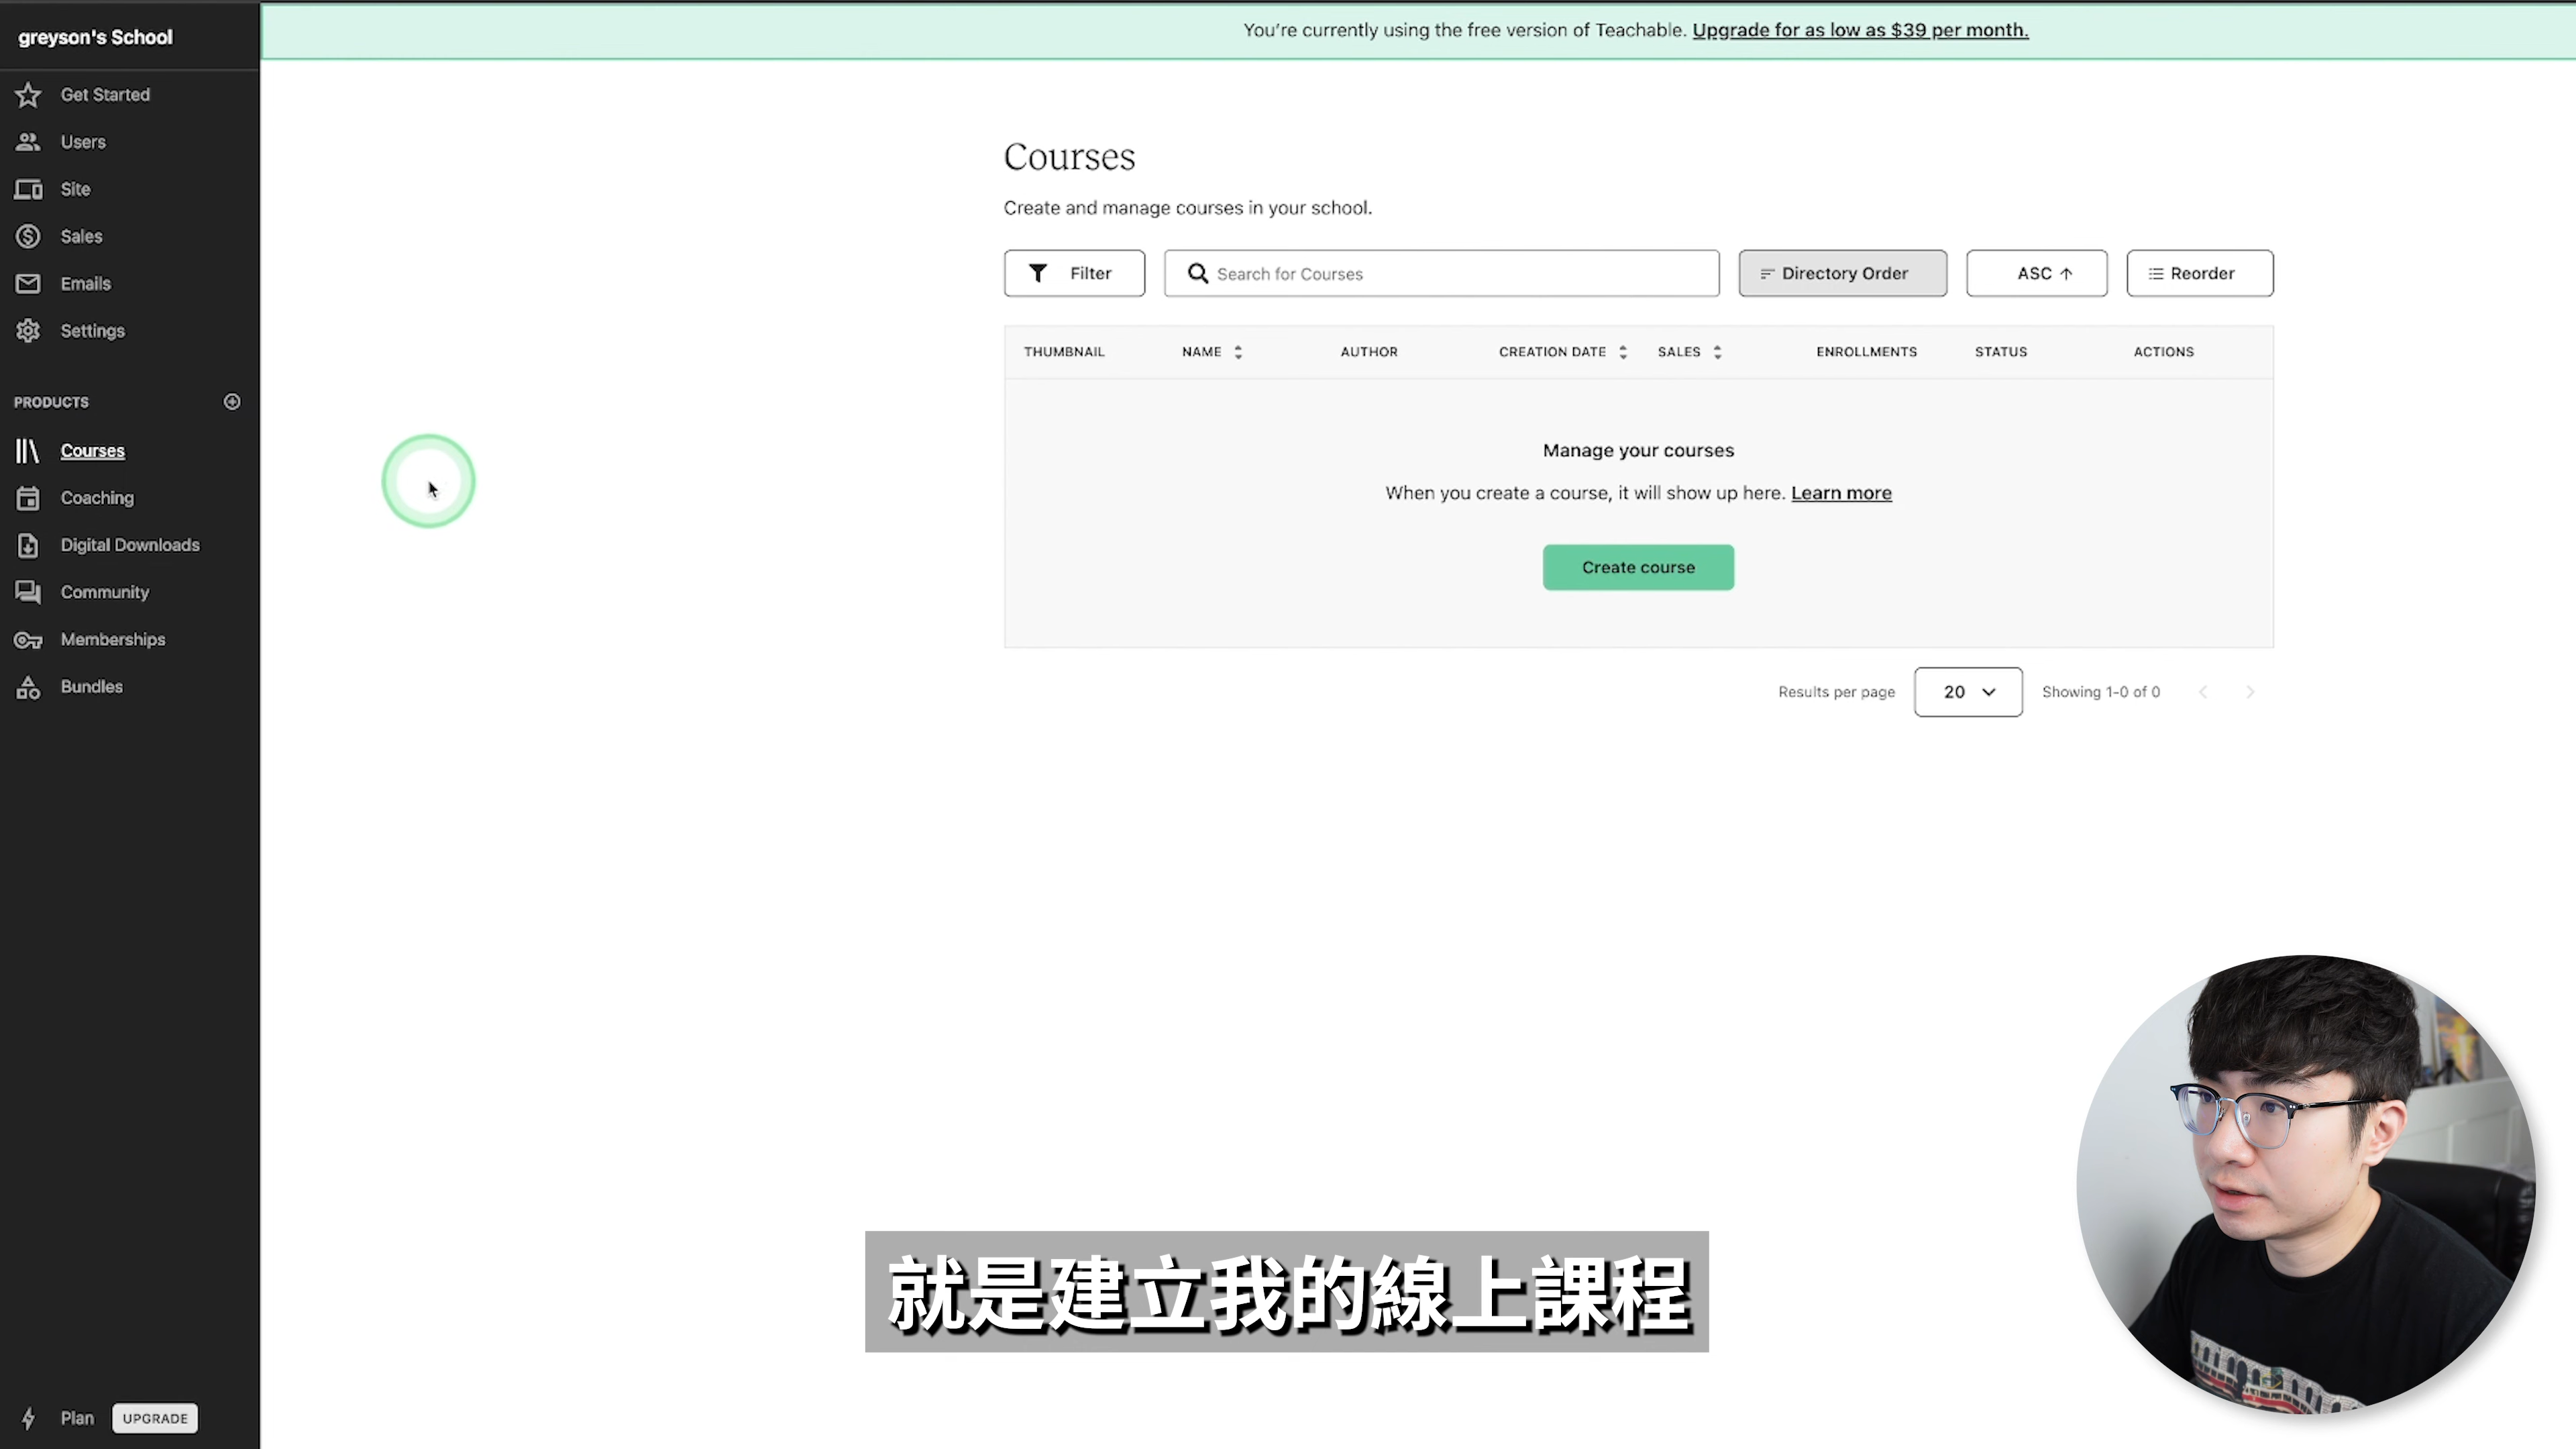 greyson's School
You're currently using the free version of Teachable. Upgrade for as low as $39 per month.
Get Started
Users
Site
Sales
Emails
Settings
PRODUCTS
Courses
Coaching
Digital Downloads
Community
Memberships
Bundles
Plan UPGRADE
Courses
Create and manage courses in your school.
Filter Search for Courses Directory Order ASC ↑ Reorder
THUMBNAIL NAME AUTHOR CREATION DATE SALES ENROLLMENTS STATUS ACTIONS
Manage your courses
When you create a course, it will show up here. Learn more
Create course
Results per page 20 Showing 1-0 of 0
就是建立我的線上課程